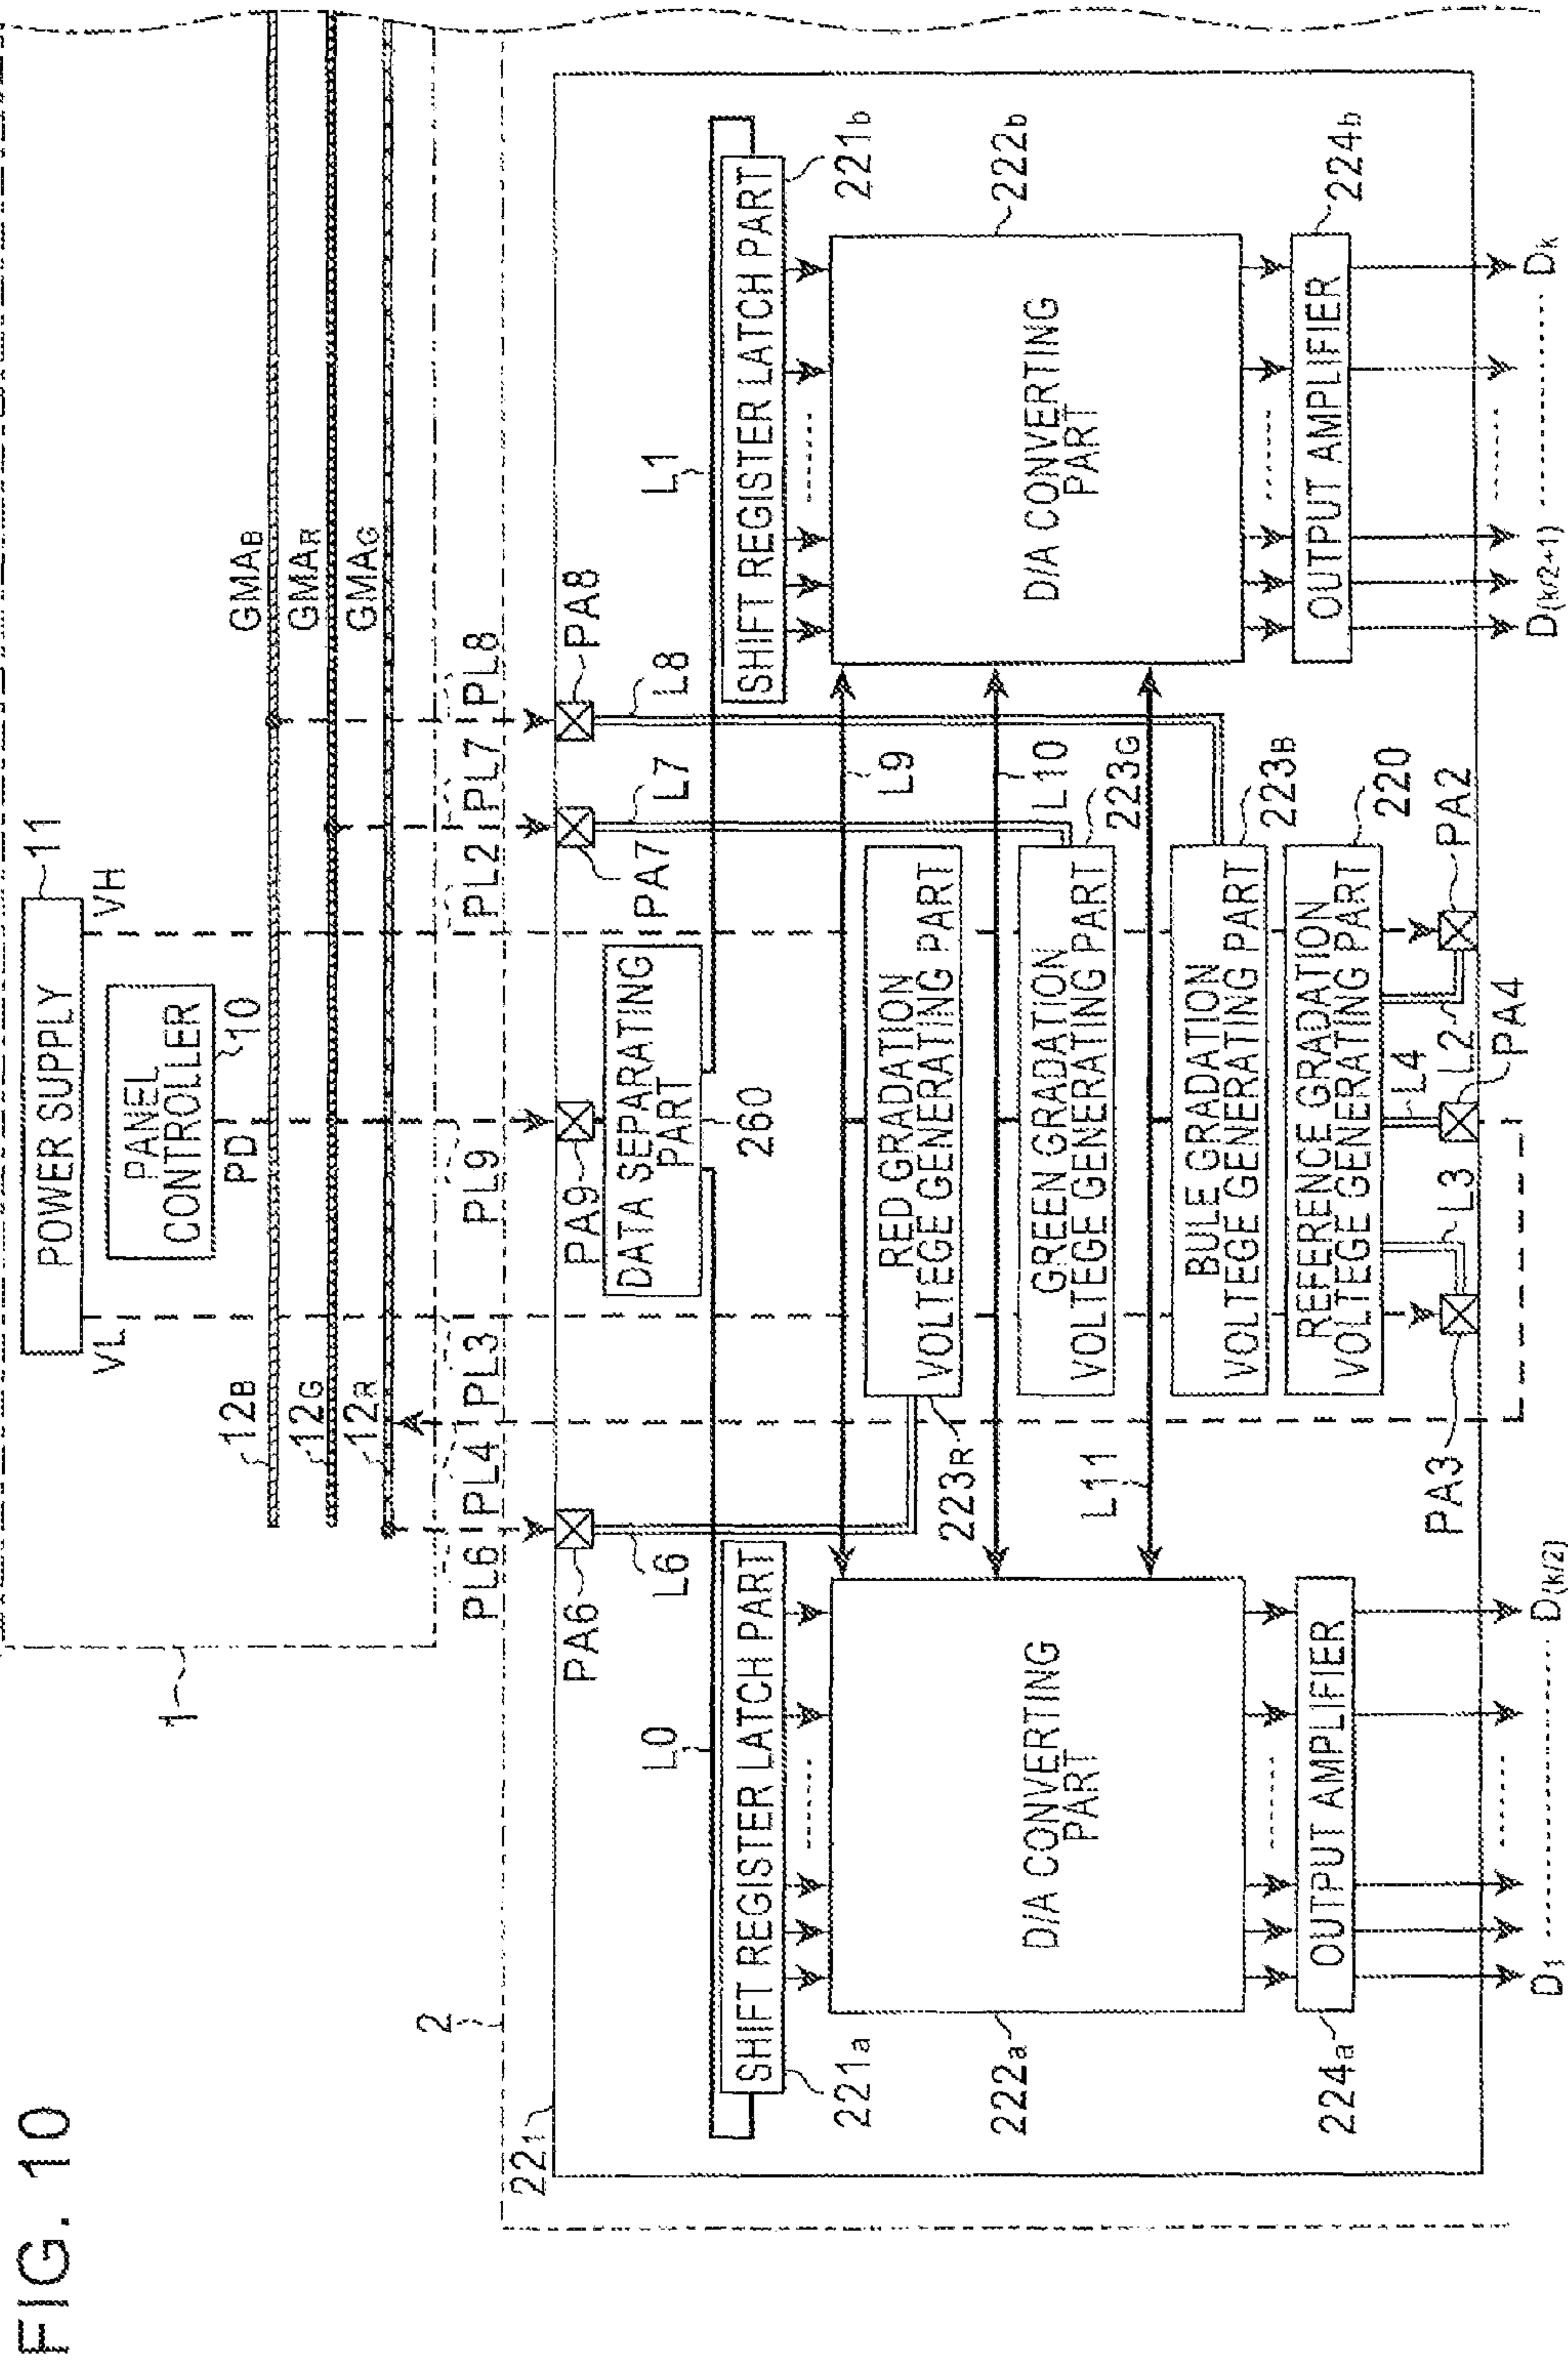 FIG. 10
1
POWER SUPPLY
11
VL
VH
PANEL
CONTROLLER
10
PD
12B
12G
12R
GMAB
GMAR
GMAG
2
PL6
PL4
PL3
PL9
PL2
PL7
PL8
221
PA6
PA9
PA7
PA8
DATA SEPARATING
PART
260
L0
L6
L7
L8
L1
SHIFT REGISTER LATCH PART
221a
SHIFT REGISTER LATCH PART
221b
D/A CONVERTING
PART
222a
D/A CONVERTING
PART
222b
L9
L10
L11
RED GRADATION
VOLTEGE GENERATING PART
223R
GREEN GRADATION
VOLTEGE GENERATING PART
223G
BULE GRADATION
VOLTEGE GENERATING PART
223B
REFERENCE GRADATION
VOLTEGE GENERATING PART
220
OUTPUT AMPLIFIER
224a
OUTPUT AMPLIFIER
224b
L3
L4
L2
PA3
PA4
PA2
D1 ............ D(k/2)
D(k/2+1) ............ Dk